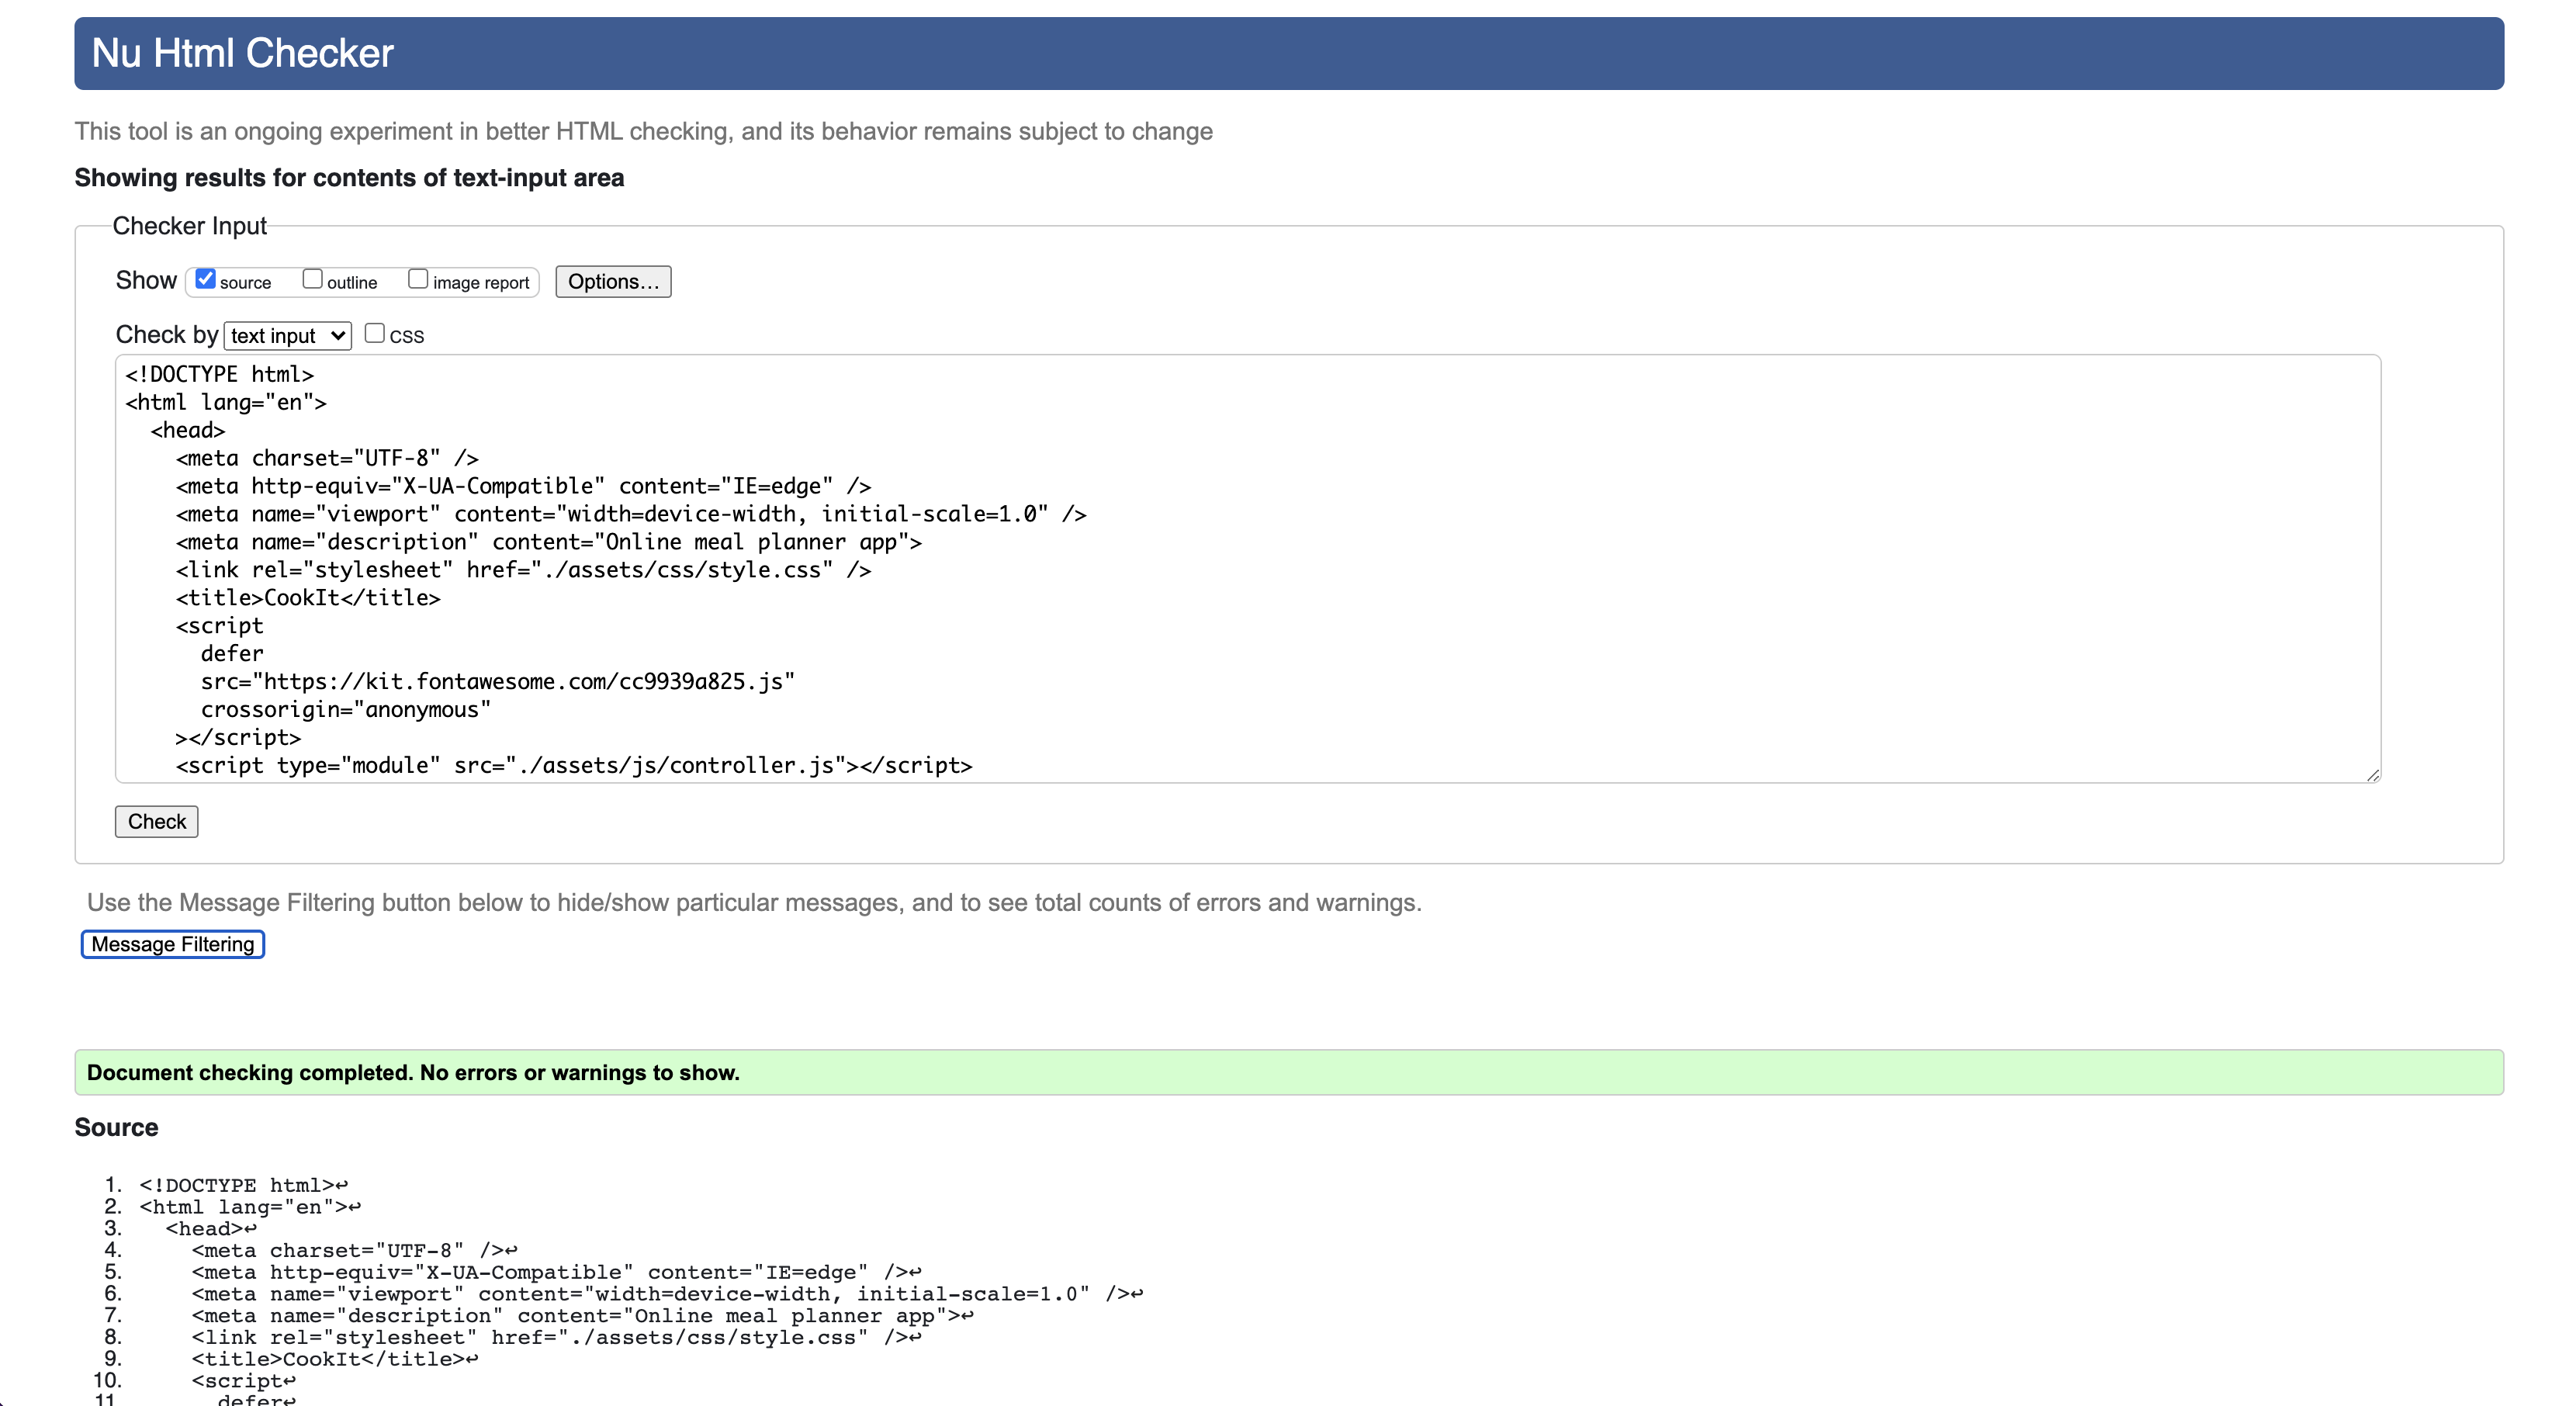 Nu Html Checker
This tool is an ongoing experiment in better HTML checking, and its behavior remains subject to change
Showing results for contents of text-input area
Checker Input
Show source outline image report Options...
Check by text input CSS
<!DOCTYPE html>
<html lang="en">
  <head>
    <meta charset="UTF-8" />
    <meta http-equiv="X-UA-Compatible" content="IE=edge" />
    <meta name="viewport" content="width=device-width, initial-scale=1.0" />
    <meta name="description" content="Online meal planner app">
    <link rel="stylesheet" href="./assets/css/style.css" />
    <title>CookIt</title>
    <script
      defer
      src="https://kit.fontawesome.com/cc9939a825.js"
      crossorigin="anonymous"
    ></script>
    <script type="module" src="./assets/js/controller.js"></script>
Check
Use the Message Filtering button below to hide/show particular messages, and to see total counts of errors and warnings.
Message Filtering
Document checking completed. No errors or warnings to show.
Source
1. <!DOCTYPE html>↩
2. <html lang="en">↩
3.   <head>↩
4.     <meta charset="UTF-8" />↩
5.     <meta http-equiv="X-UA-Compatible" content="IE=edge" />↩
6.     <meta name="viewport" content="width=device-width, initial-scale=1.0" />↩
7.     <meta name="description" content="Online meal planner app">↩
8.     <link rel="stylesheet" href="./assets/css/style.css" />↩
9.     <title>CookIt</title>↩
10.     <script↩
11       defer↩